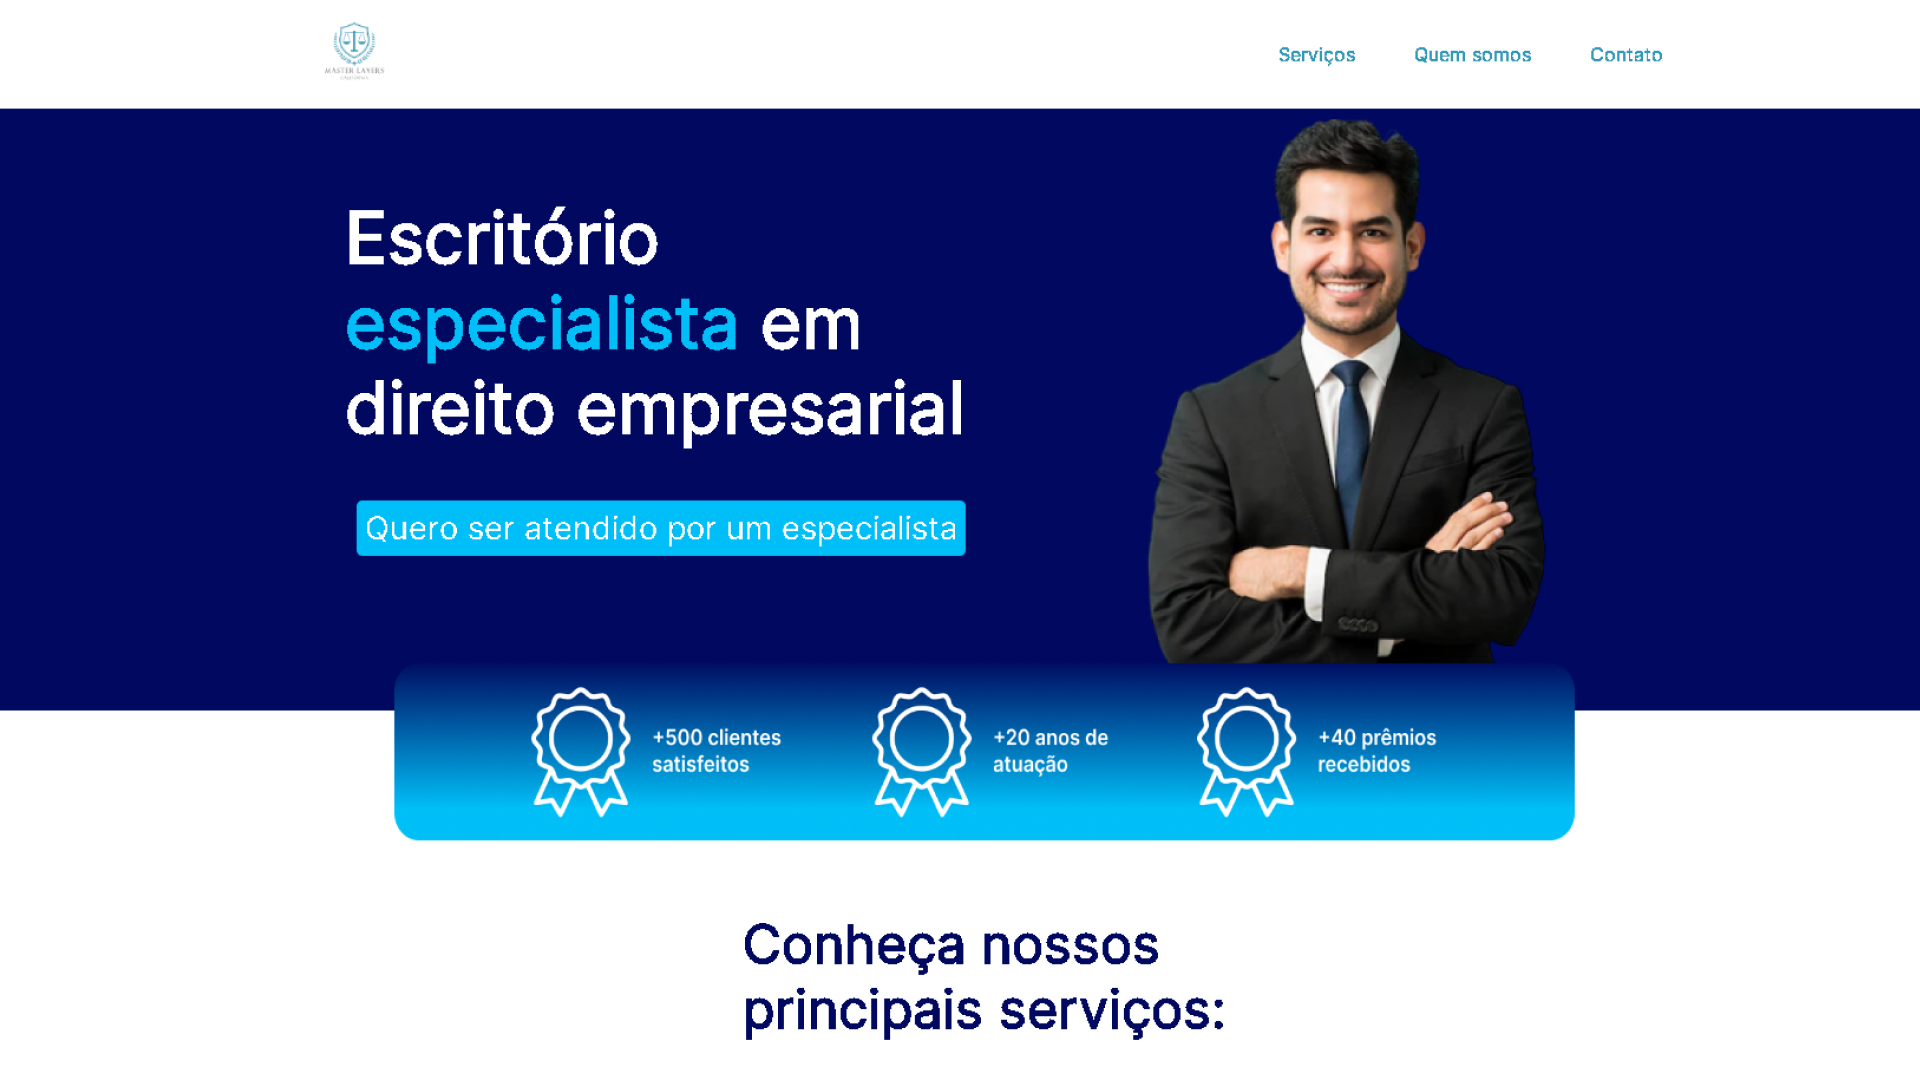 MASTER LAYERS
Serviços
Quem somos
Contato
Escritório
especialista em
direito empresarial
Quero ser atendido por um especialista
+500 clientes
satisfeitos
+20 anos de
atuação
+40 prêmios
recebidos
Conheça nossos
principais serviços: